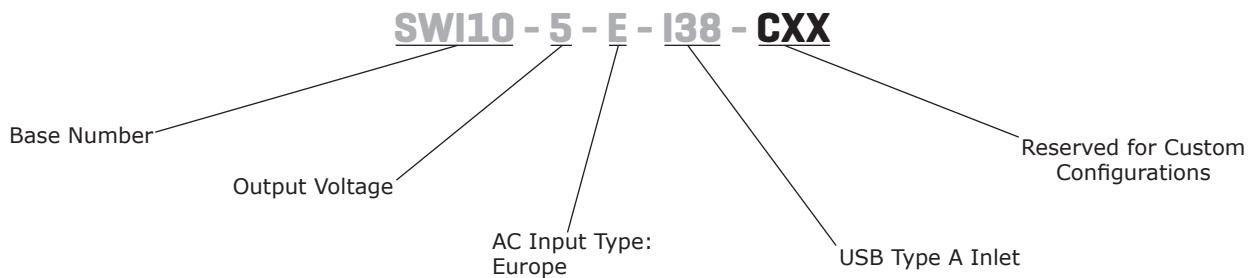 SWI10 - 5 - E - I38 - CXX
Base Number
Output Voltage
AC Input Type:
Europe
USB Type A Inlet
Reserved for Custom
Configurations